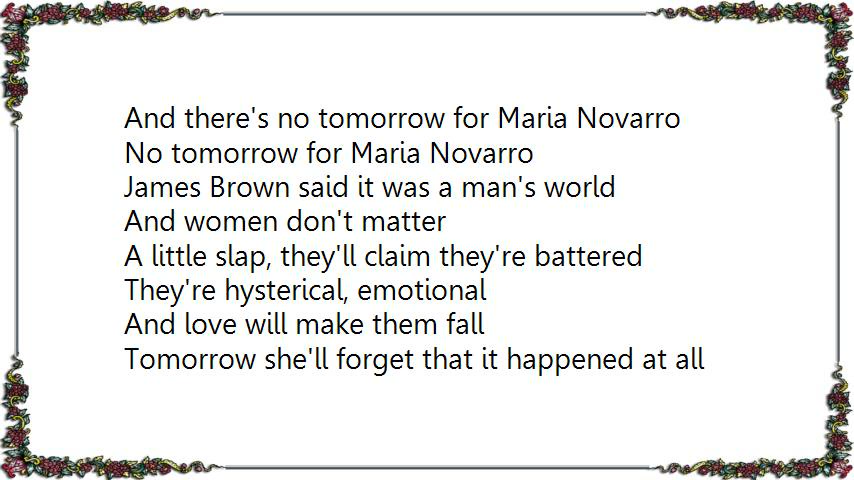 And there's no tomorrow for Maria Novarro
No tomorrow for Maria Novarro
James Brown said it was a man's world
And women don't matter
A little slap, they'll claim they're battered
They're hysterical, emotional
And love will make them fall
Tomorrow she'll forget that it happened at all